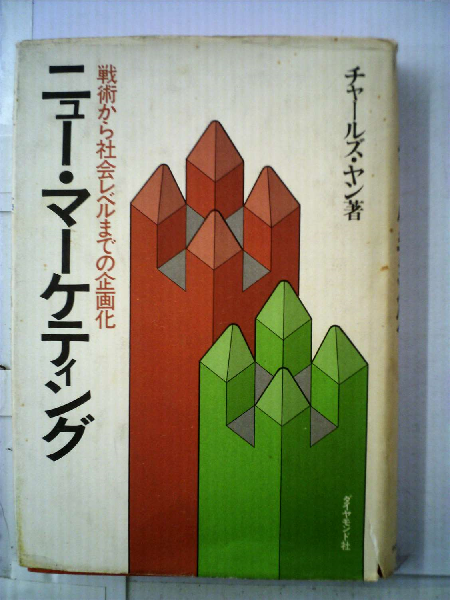 チャールズ・ヤン著
戦術から社会レベルまでの企画化
ニュー・マーケティング
ダイヤモンド社